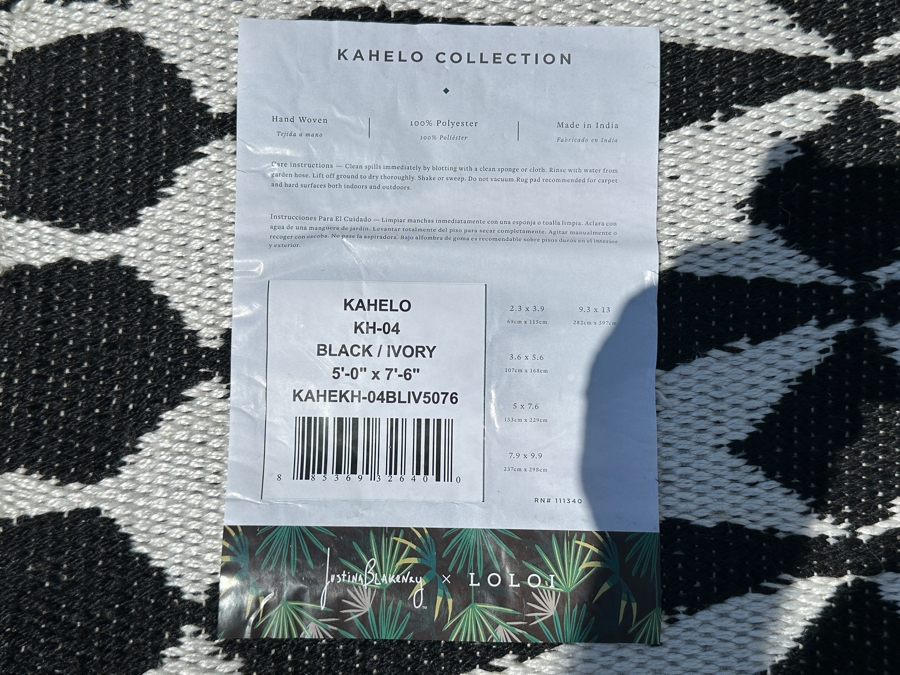 KAHELO COLLECTION
Hand Woven
Tejida a mano
100% Polyester
100% Poliéster
Made in India
Fabricado en India
Care instructions — Clean spills immediately by blotting with a clean sponge or cloth. Rinse with water from
garden hose. Lift off ground to dry thoroughly. Shake or sweep. Do not vacuum. Rug pad recommended for carpet
and hard surfaces both indoors and outdoors.
Instrucciones Para El Cuidado — Limpiar manchas inmediatamente con una esponja o toalla limpia. Aclara con
agua de una manguera de jardín. Levantar totalmente del piso para secar completamente. Agitar manualmente o
recoger con escoba. No pase la aspiradora. Bajo alfombra de goma es recomendable sobre pisos duros en el interior
y exterior.
KAHELO
KH-04
BLACK / IVORY
5'-0" x 7'-6"
KAHEKH-04BLIV5076
8 85369 32640 0
2.3 x 3.9
69cm x 115cm
9.3 x 13
282cm x 397cm
3.6 x 5.6
107cm x 168cm
5 x 7.6
153cm x 229cm
7.9 x 9.9
237cm x 298cm
RN# 111340
Justina Blakeney × LOLOI